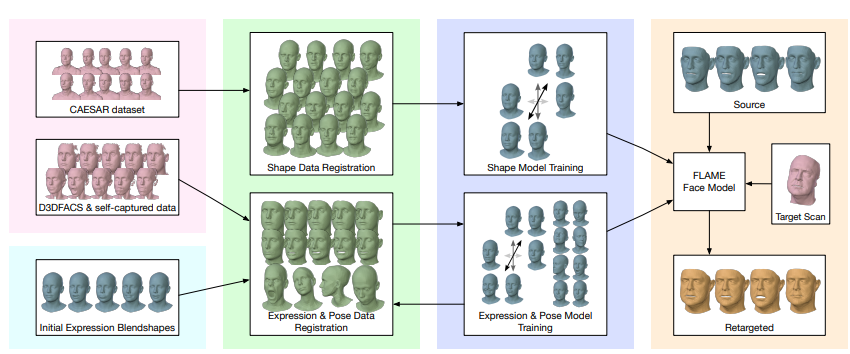 CAESAR dataset
D3DFACS & self-captured data
Initial Expression Blendshapes
Shape Data Registration
Expression & Pose Data
Registration
Shape Model Training
Expression & Pose Model
Training
Source
FLAME
Face Model
Target Scan
Retargeted